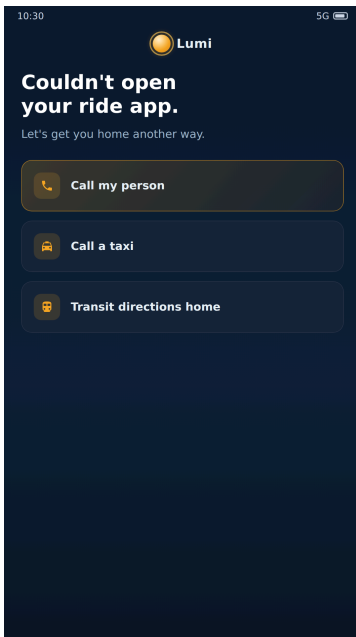 10:30
5G
Lumi
Couldn't open
your ride app.
Let's get you home another way.
Call my person
Call a taxi
Transit directions home